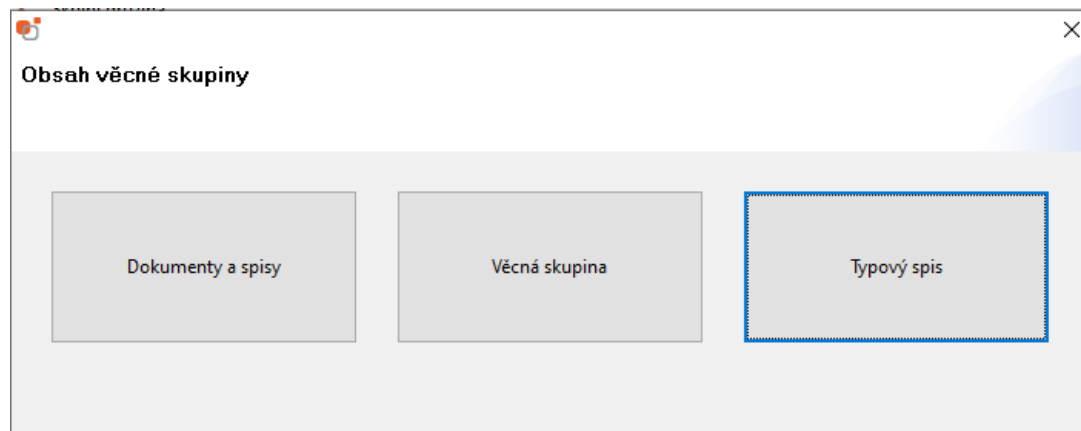 Obsah věcné skupiny
Dokumenty a spisy
Věcná skupina
Typový spis